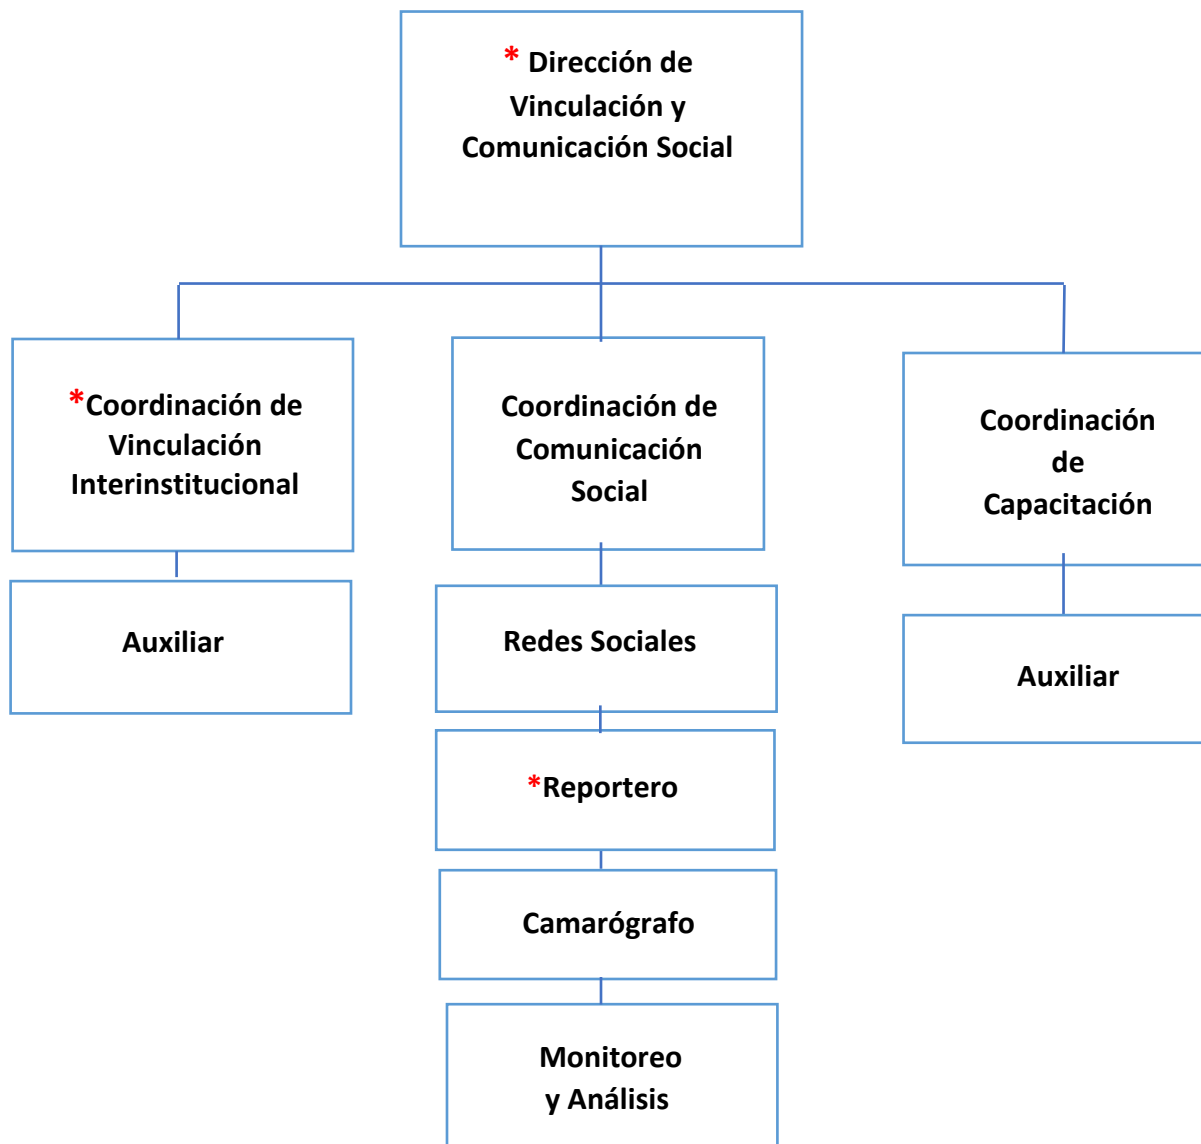 * Dirección de
Vinculación y
Comunicación Social
*Coordinación de
Vinculación
Interinstitucional
Coordinación de
Comunicación
Social
Coordinación
de
Capacitación
Auxiliar
Redes Sociales
Auxiliar
*Reportero
Camarógrafo
Monitoreo
y Análisis